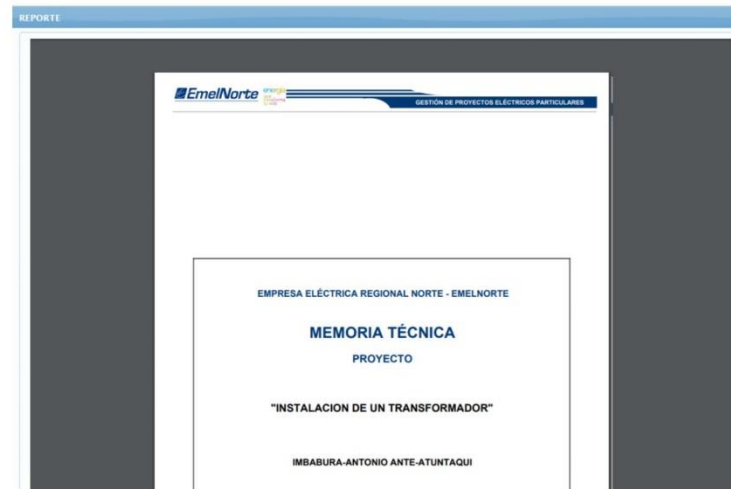 REPORTE
EmelNorte
GESTIÓN DE PROYECTOS ELÉCTRICOS PARTICULARES
EMPRESA ELÉCTRICA REGIONAL NORTE - EMELNORTE
MEMORIA TÉCNICA
PROYECTO
"INSTALACION DE UN TRANSFORMADOR"
IMBABURA-ANTONIO ANTE-ATUNTAQUI